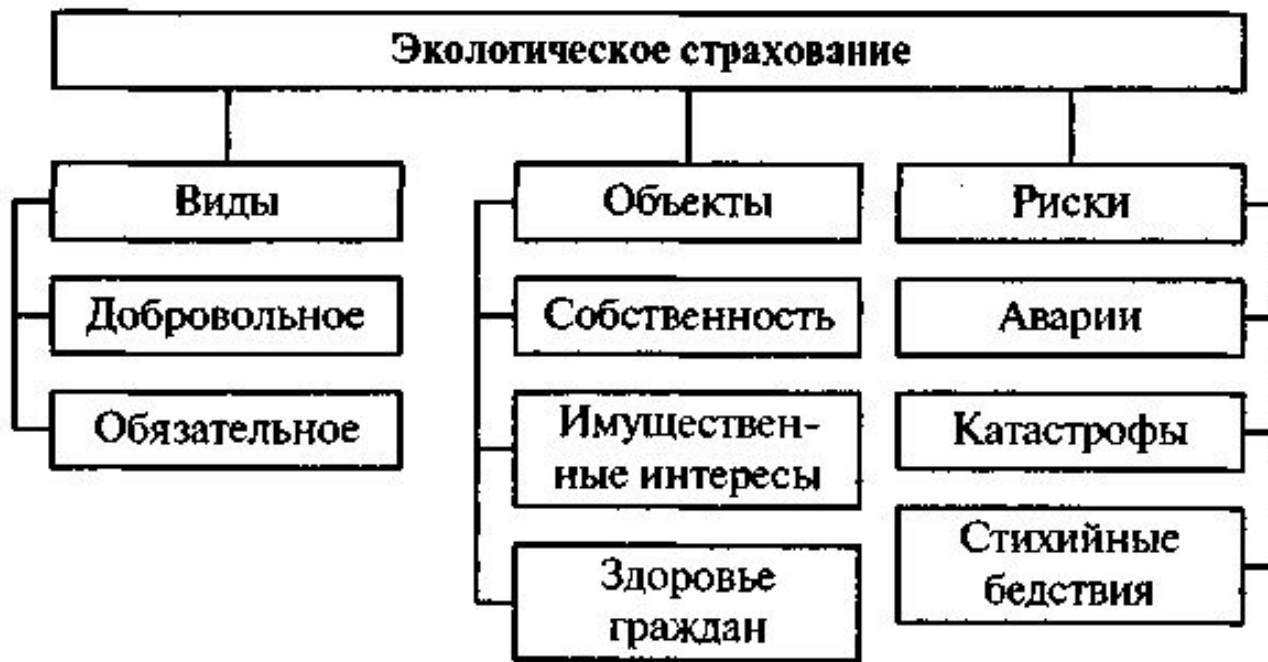 Экологическое страхование
Виды
Добровольное
Обязательное
Объекты
Собственность
Имуществен-
ные интересы
Здоровье
граждан
Риски
Аварии
Катастрофы
Стихийные
бедствия